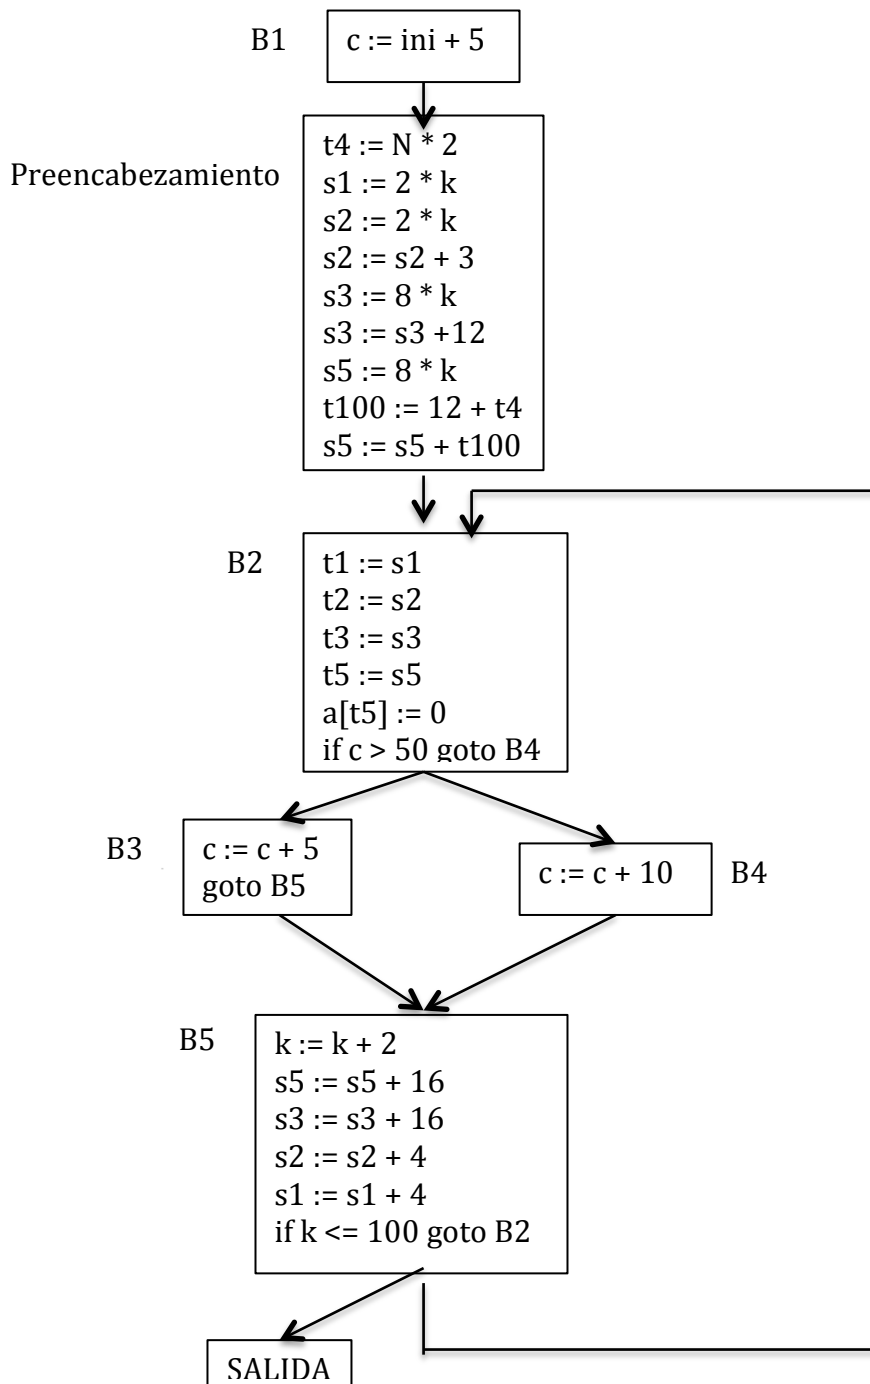 B1
c := ini + 5
Preencabezamiento
t4 := N * 2
s1 := 2 * k
s2 := 2 * k
s2 := s2 + 3
s3 := 8 * k
s3 := s3 +12
s5 := 8 * k
t100 := 12 + t4
s5 := s5 + t100
B2
t1 := s1
t2 := s2
t3 := s3
t5 := s5
a[t5] := 0
if c > 50 goto B4
B3
c := c + 5
goto B5
c := c + 10
B4
B5
k := k + 2
s5 := s5 + 16
s3 := s3 + 16
s2 := s2 + 4
s1 := s1 + 4
if k <= 100 goto B2
SALIDA